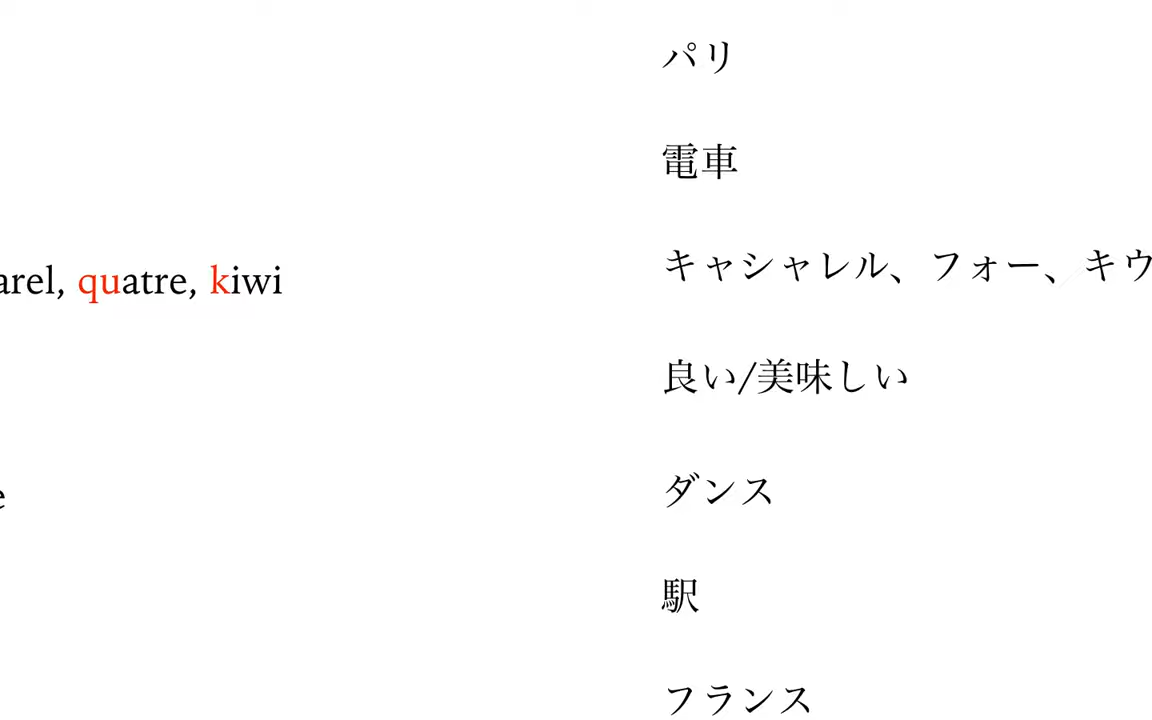 パリ
電車
arel, quatre, kiwi
キャシャレル、フォー、キウ
良い/美味しい
ダンス
e
駅
フランス